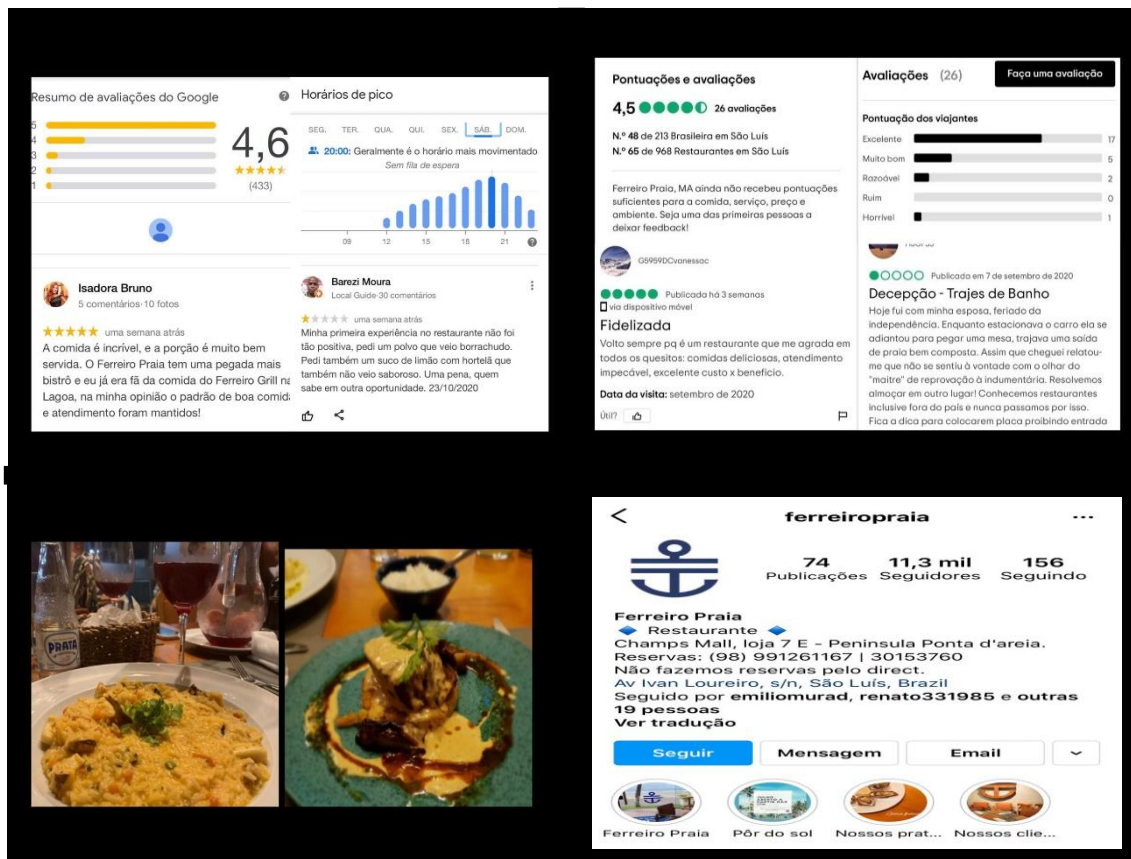 Resumo de avaliações do Google
5
4
3
2
1
4,6
(433)
Isadora Bruno
5 comentários·10 fotos
uma semana atrás
A comida é incrível, e a porção é muito bem
servida. O Ferreiro Praia tem uma pegada mais
bistrô e eu já era fã da comida do Ferreiro Grill na
Lagoa, na minha opinião o padrão de boa comida
e atendimento foram mantidos!
Horários de pico
SEG. TER. QUA. QUI. SEX. SÁB. DOM.
20:00: Geralmente é o horário mais movimentado
Sem fila de espera
09 12 15 18 21
Barezi Moura
Local Guide·30 comentários
uma semana atrás
Minha primeira experiência no restaurante não foi
tão positiva, pedi um polvo que veio borrachudo.
Pedi também um suco de limão com hortelã que
também não veio saboroso. Uma pena, quem
sabe em outra oportunidade. 23/10/2020
Pontuações e avaliações
4,5 26 avaliações
N.º 48 de 213 Brasileira em São Luís
N.º 65 de 968 Restaurantes em São Luís
Ferreiro Praia, MA ainda não recebeu pontuações
suficientes para a comida, serviço, preço e
ambiente. Seja uma das primeiras pessoas a
deixar feedback!
G5959DCvanessac
Publicada há 3 semanas
via dispositivo móvel
Fidelizada
Volto sempre pq é um restaurante que me agrada em
todos os quesitos: comidas deliciosas, atendimento
impecável, excelente custo x beneficio.
Data da visita: setembro de 2020
Útil?
Avaliações (26)
Faça uma avaliação
Pontuação dos viajantes
Excelente 17
Muito bom 5
Razoável 2
Ruim 0
Horrível 1
Publicada em 7 de setembro de 2020
Decepção - Trajes de Banho
Hoje fui com minha esposa, feriado da
independência. Enquanto estacionava o carro ela se
adiantou para pegar uma mesa, trajava uma saída
de praia bem composta. Assim que cheguei relatou-
me que não se sentiu à vontade com o olhar do
"maitre" de reprovação à indumentária. Resolvemos
almoçar em outro lugar! Conhecemos restaurantes
inclusive fora do país e nunca passamos por isso.
Fica a dica para colocarem placa proibindo entrada
PRATA
ferreiropraia
74 11,3 mil 156
Publicações Seguidores Seguindo
Ferreiro Praia
Restaurante
Champs Mall, loja 7 E - Peninsula Ponta d'areia.
Reservas: (98) 991261167 | 30153760
Não fazemos reservas pelo direct.
Av Ivan Loureiro, s/n, São Luís, Brazil
Seguido por emiliomurad, renato331985 e outras
19 pessoas
Ver tradução
Seguir Mensagem Email
Ferreiro Praia Pôr do sol Nossos prat... Nossos clie...